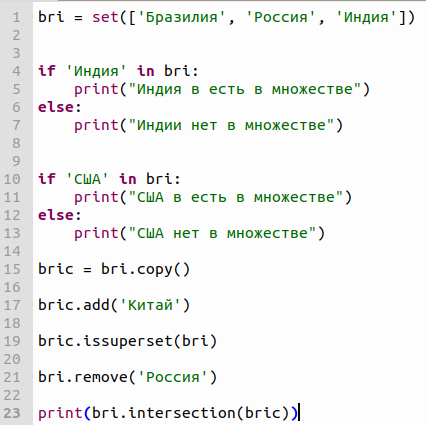 1 bri = set(['Бразилия', 'Россия', 'Индия'])
2
3
4 if 'Индия' in bri:
5     print("Индия в есть в множестве")
6 else:
7     print("Индии нет в множестве")
8
9
10 if 'США' in bri:
11     print("США в есть в множестве")
12 else:
13     print("США нет в множестве")
14
15 bric = bri.copy()
16
17 bric.add('Китай')
18
19 bric.issuperset(bri)
20
21 bri.remove('Россия')
22
23 print(bri.intersection(bric))